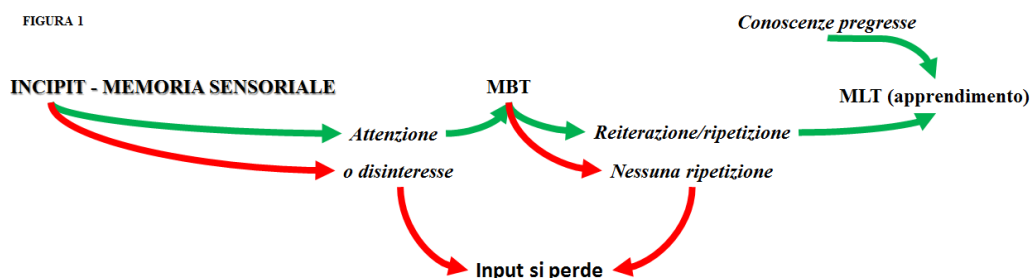 FIGURA 1
Conoscenze pregresse
INCIPIT - MEMORIA SENSORIALE
MBT
MLT (apprendimento)
Attenzione
Reiterazione/ripetizione
o disinteresse
Nessuna ripetizione
Input si perde